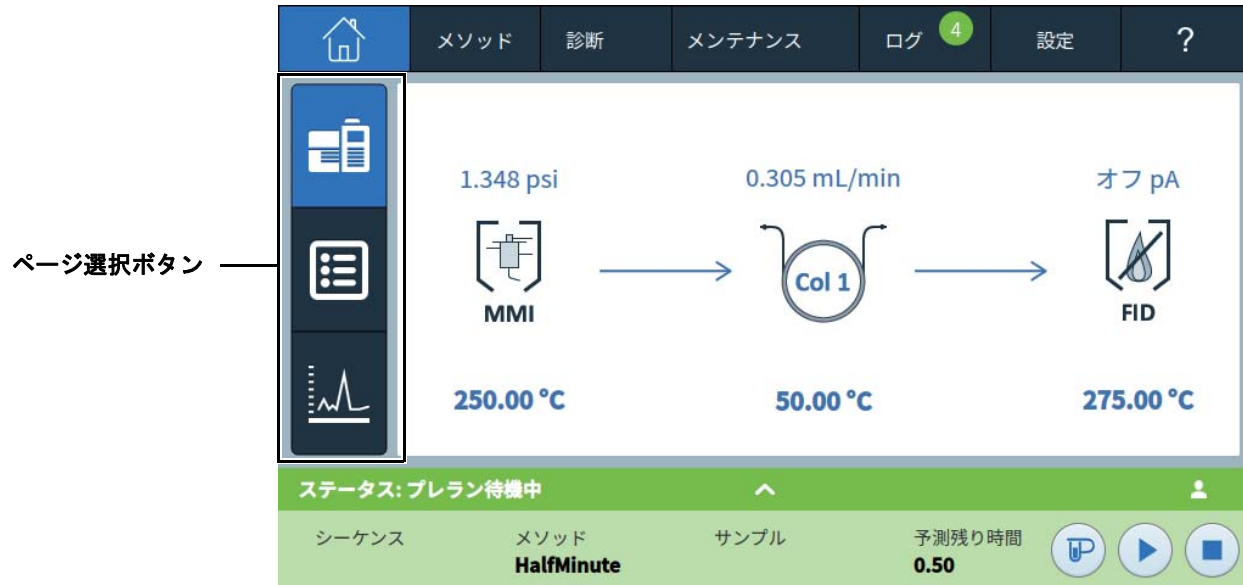 メソッド 診断 メンテナンス ログ 4 設定 ?
ページ選択ボタン
1.348 psi 0.305 mL/min オフ pA
Col 1
MMI FID
250.00 °C 50.00 °C 275.00 °C
ステータス: プレラン待機中
シーケンス メソッド サンプル 予測残り時間
HalfMinute 0.50